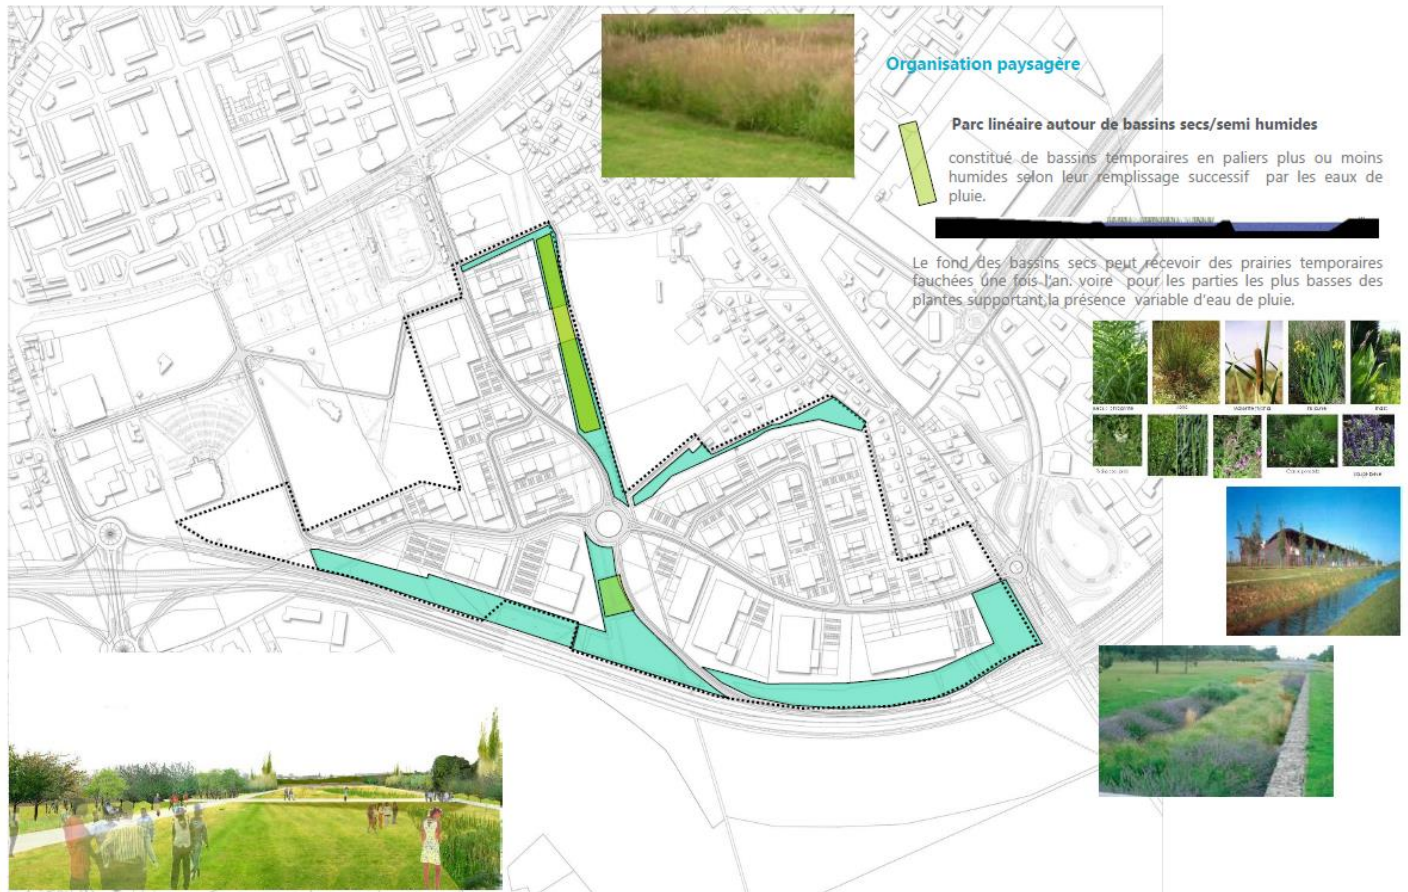 Organisation paysagère
Parc linéaire autour de bassins secs/semi humides
constitué de bassins temporaires en paliers plus ou moins
humides selon leur remplissage successif par les eaux de
pluie.
Le fond des bassins secs peut recevoir des prairies temporaires
fauchées une fois l'an. voire pour les parties les plus basses des
plantes supportant la présence variable d'eau de pluie.